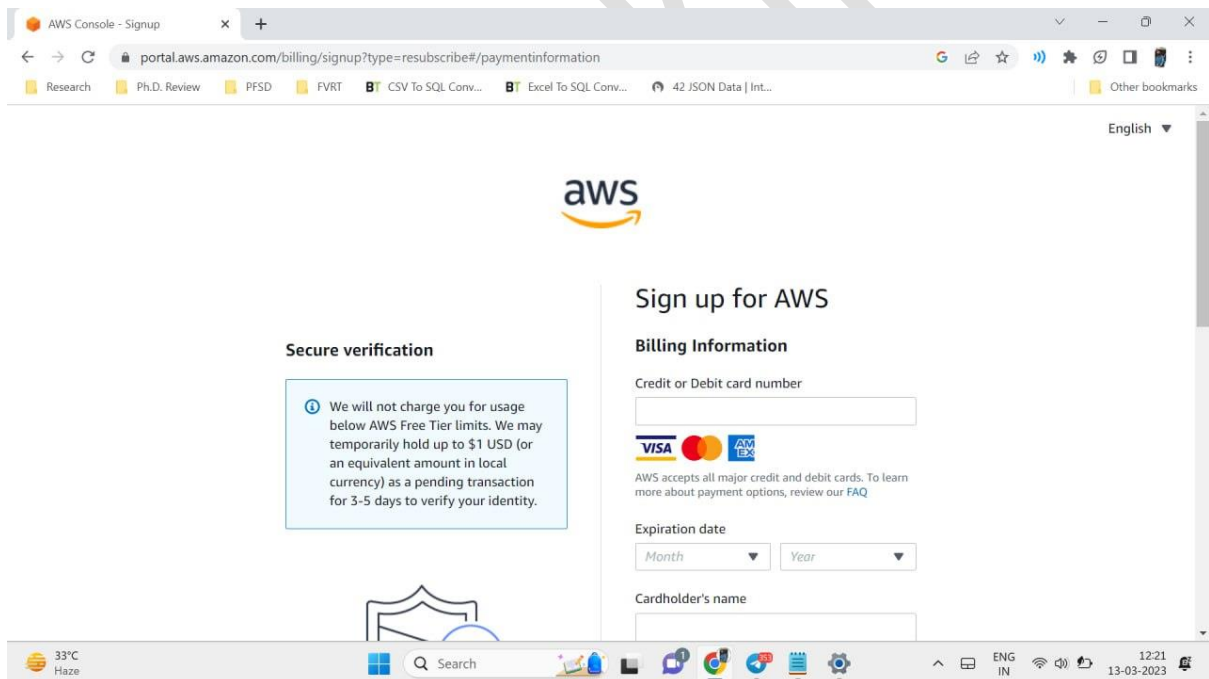 AWS Console - Signup
portal.aws.amazon.com/billing/signup?type=resubscribe#/paymentinformation
G
Research
Ph.D. Review
PFSD
FVRT
BT CSV To SQL Conv...
BT Excel To SQL Conv...
42 JSON Data | Int...
Other bookmarks
English
aws
Sign up for AWS
Secure verification
We will not charge you for usage
below AWS Free Tier limits. We may
temporarily hold up to $1 USD (or
an equivalent amount in local
currency) as a pending transaction
for 3-5 days to verify your identity.
Billing Information
Credit or Debit card number
VISA
AM
EX
AWS accepts all major credit and debit cards. To learn
more about payment options, review our FAQ
Expiration date
Month
Year
Cardholder's name
33°C
Haze
Search
1
ENG
IN
12:21
13-03-2023